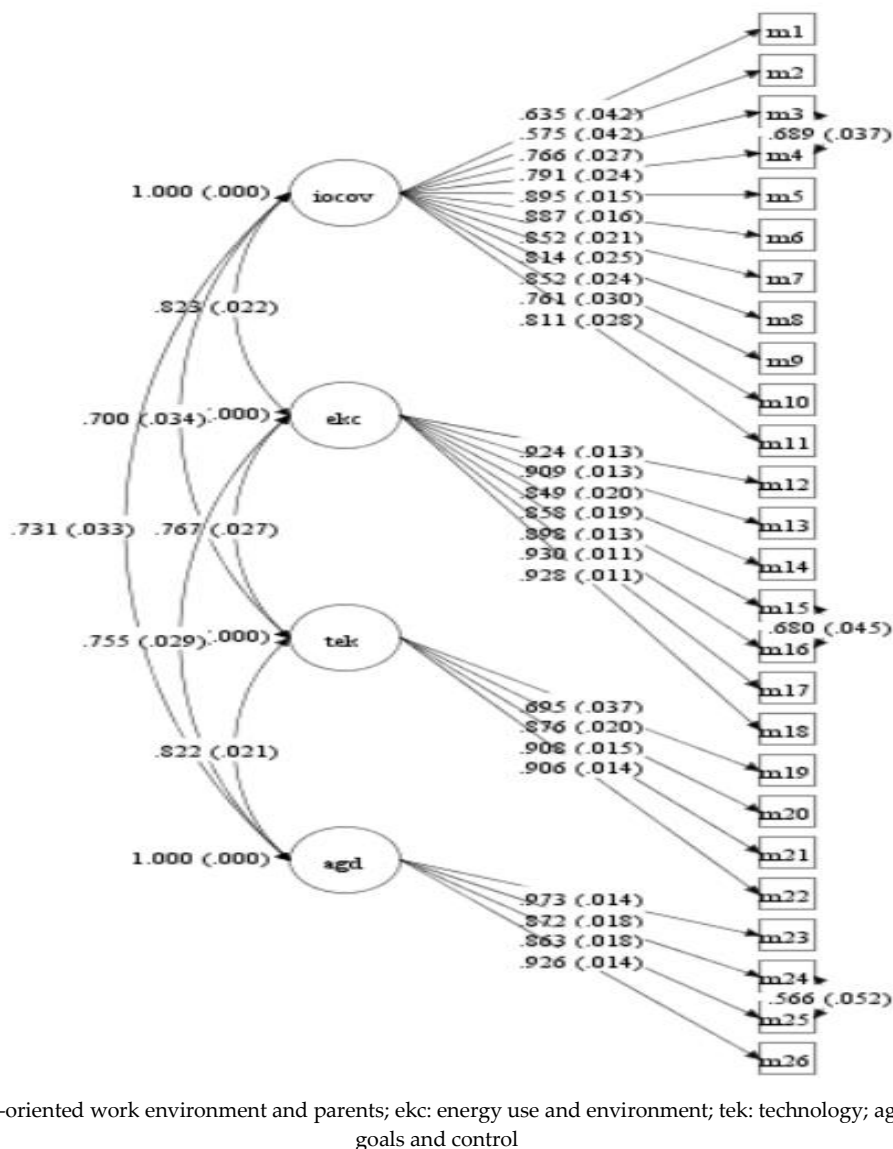 m1
m2
m3
m4
m5
m6
m7
m8
m9
m10
m11
m12
m13
m14
m15
m16
m17
m18
m19
m20
m21
m22
m23
m24
m25
m26
.635 (.042)
.575 (.042)
.766 (.027)
.791 (.024)
.895 (.015)
.887 (.016)
.852 (.021)
.814 (.025)
.852 (.024)
.761 (.030)
.811 (.028)
.689 (.037)
1.000 (.000)
iocov
.823 (.022)
.700 (.034)
.000)
ekc
.924 (.013)
.909 (.013)
.849 (.020)
.858 (.019)
.898 (.013)
.930 (.011)
.928 (.011)
.680 (.045)
.731 (.033)
.767 (.027)
.755 (.029)
.000)
tek
.695 (.037)
.876 (.020)
.908 (.015)
.906 (.014)
.822 (.021)
1.000 (.000)
agd
.973 (.014)
.872 (.018)
.863 (.018)
.926 (.014)
.566 (.052)
-oriented work environment and parents; ekc: energy use and environment; tek: technology; ag
goals and control